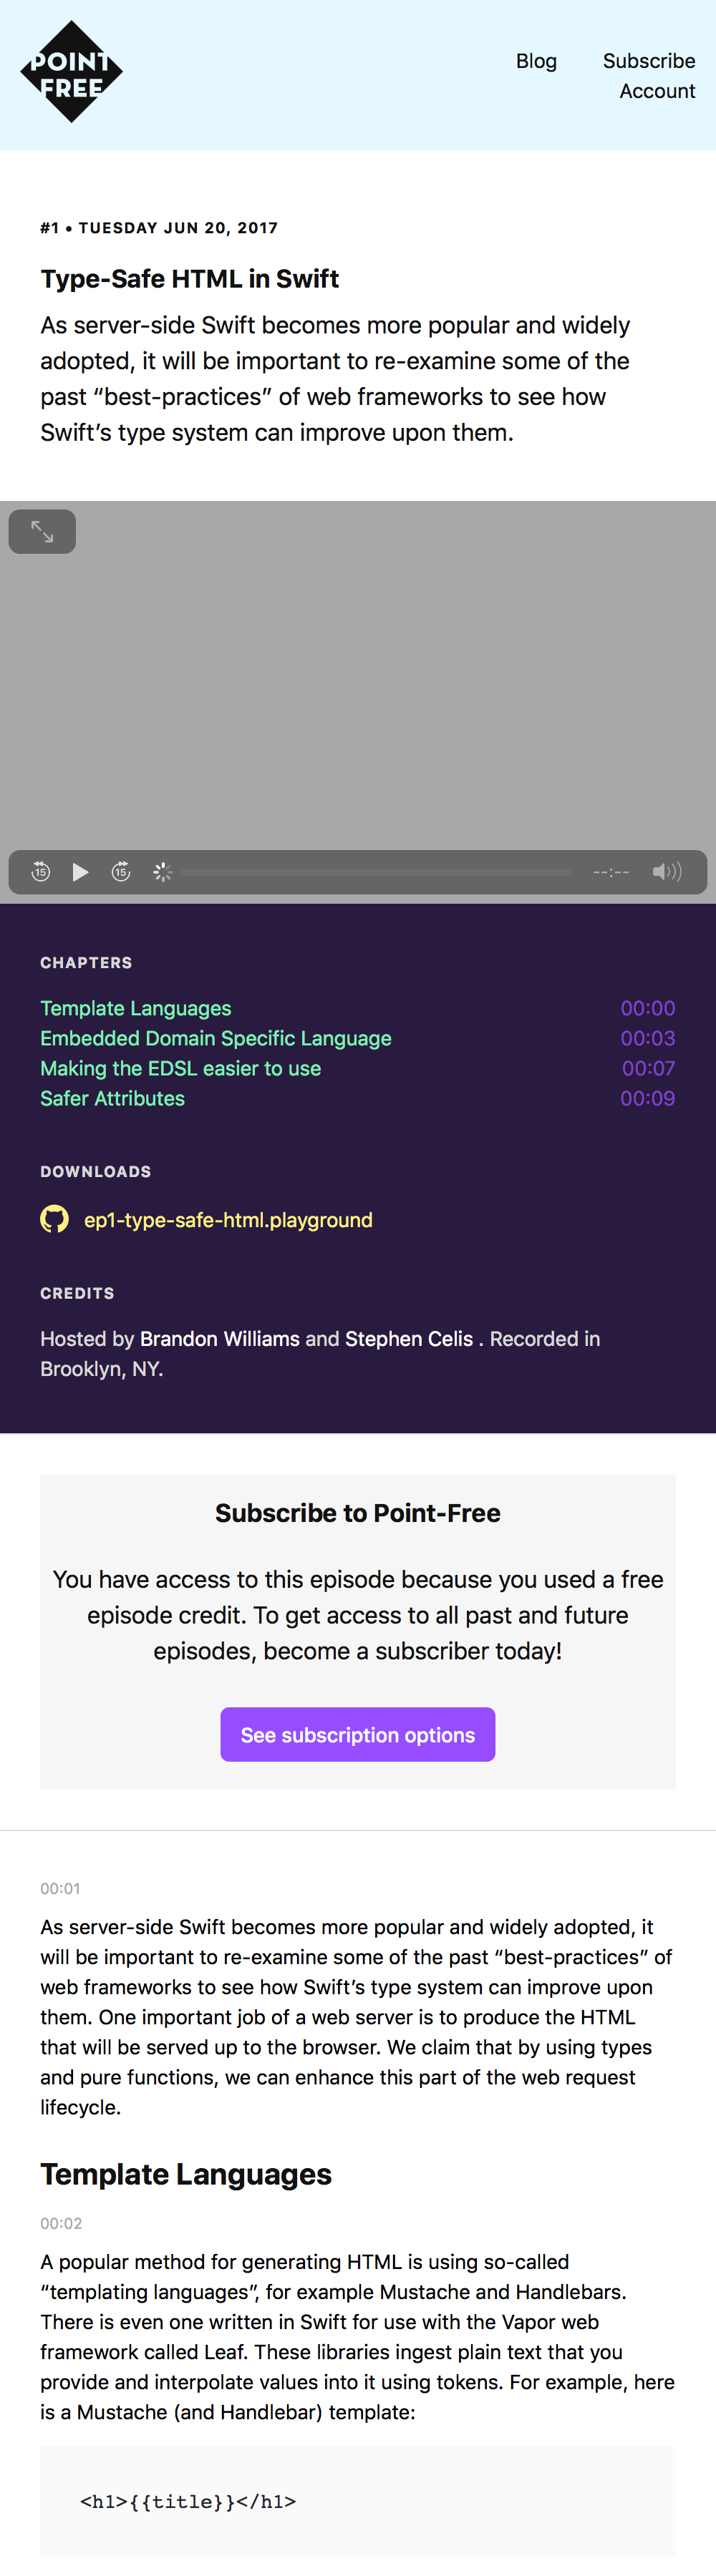 POINT
FREE
Blog Subscribe
Account
#1 • TUESDAY JUN 20, 2017
Type-Safe HTML in Swift
As server-side Swift becomes more popular and widely
adopted, it will be important to re-examine some of the
past “best-practices” of web frameworks to see how
Swift’s type system can improve upon them.
15 15 --:--
CHAPTERS
Template Languages 00:00
Embedded Domain Specific Language 00:03
Making the EDSL easier to use 00:07
Safer Attributes 00:09
DOWNLOADS
ep1-type-safe-html.playground
CREDITS
Hosted by Brandon Williams and Stephen Celis . Recorded in
Brooklyn, NY.
Subscribe to Point-Free
You have access to this episode because you used a free
episode credit. To get access to all past and future
episodes, become a subscriber today!
See subscription options
00:01
As server-side Swift becomes more popular and widely adopted, it
will be important to re-examine some of the past “best-practices” of
web frameworks to see how Swift’s type system can improve upon
them. One important job of a web server is to produce the HTML
that will be served up to the browser. We claim that by using types
and pure functions, we can enhance this part of the web request
lifecycle.
Template Languages
00:02
A popular method for generating HTML is using so-called
“templating languages”, for example Mustache and Handlebars.
There is even one written in Swift for use with the Vapor web
framework called Leaf. These libraries ingest plain text that you
provide and interpolate values into it using tokens. For example, here
is a Mustache (and Handlebar) template:
<h1>{{title}}</h1>